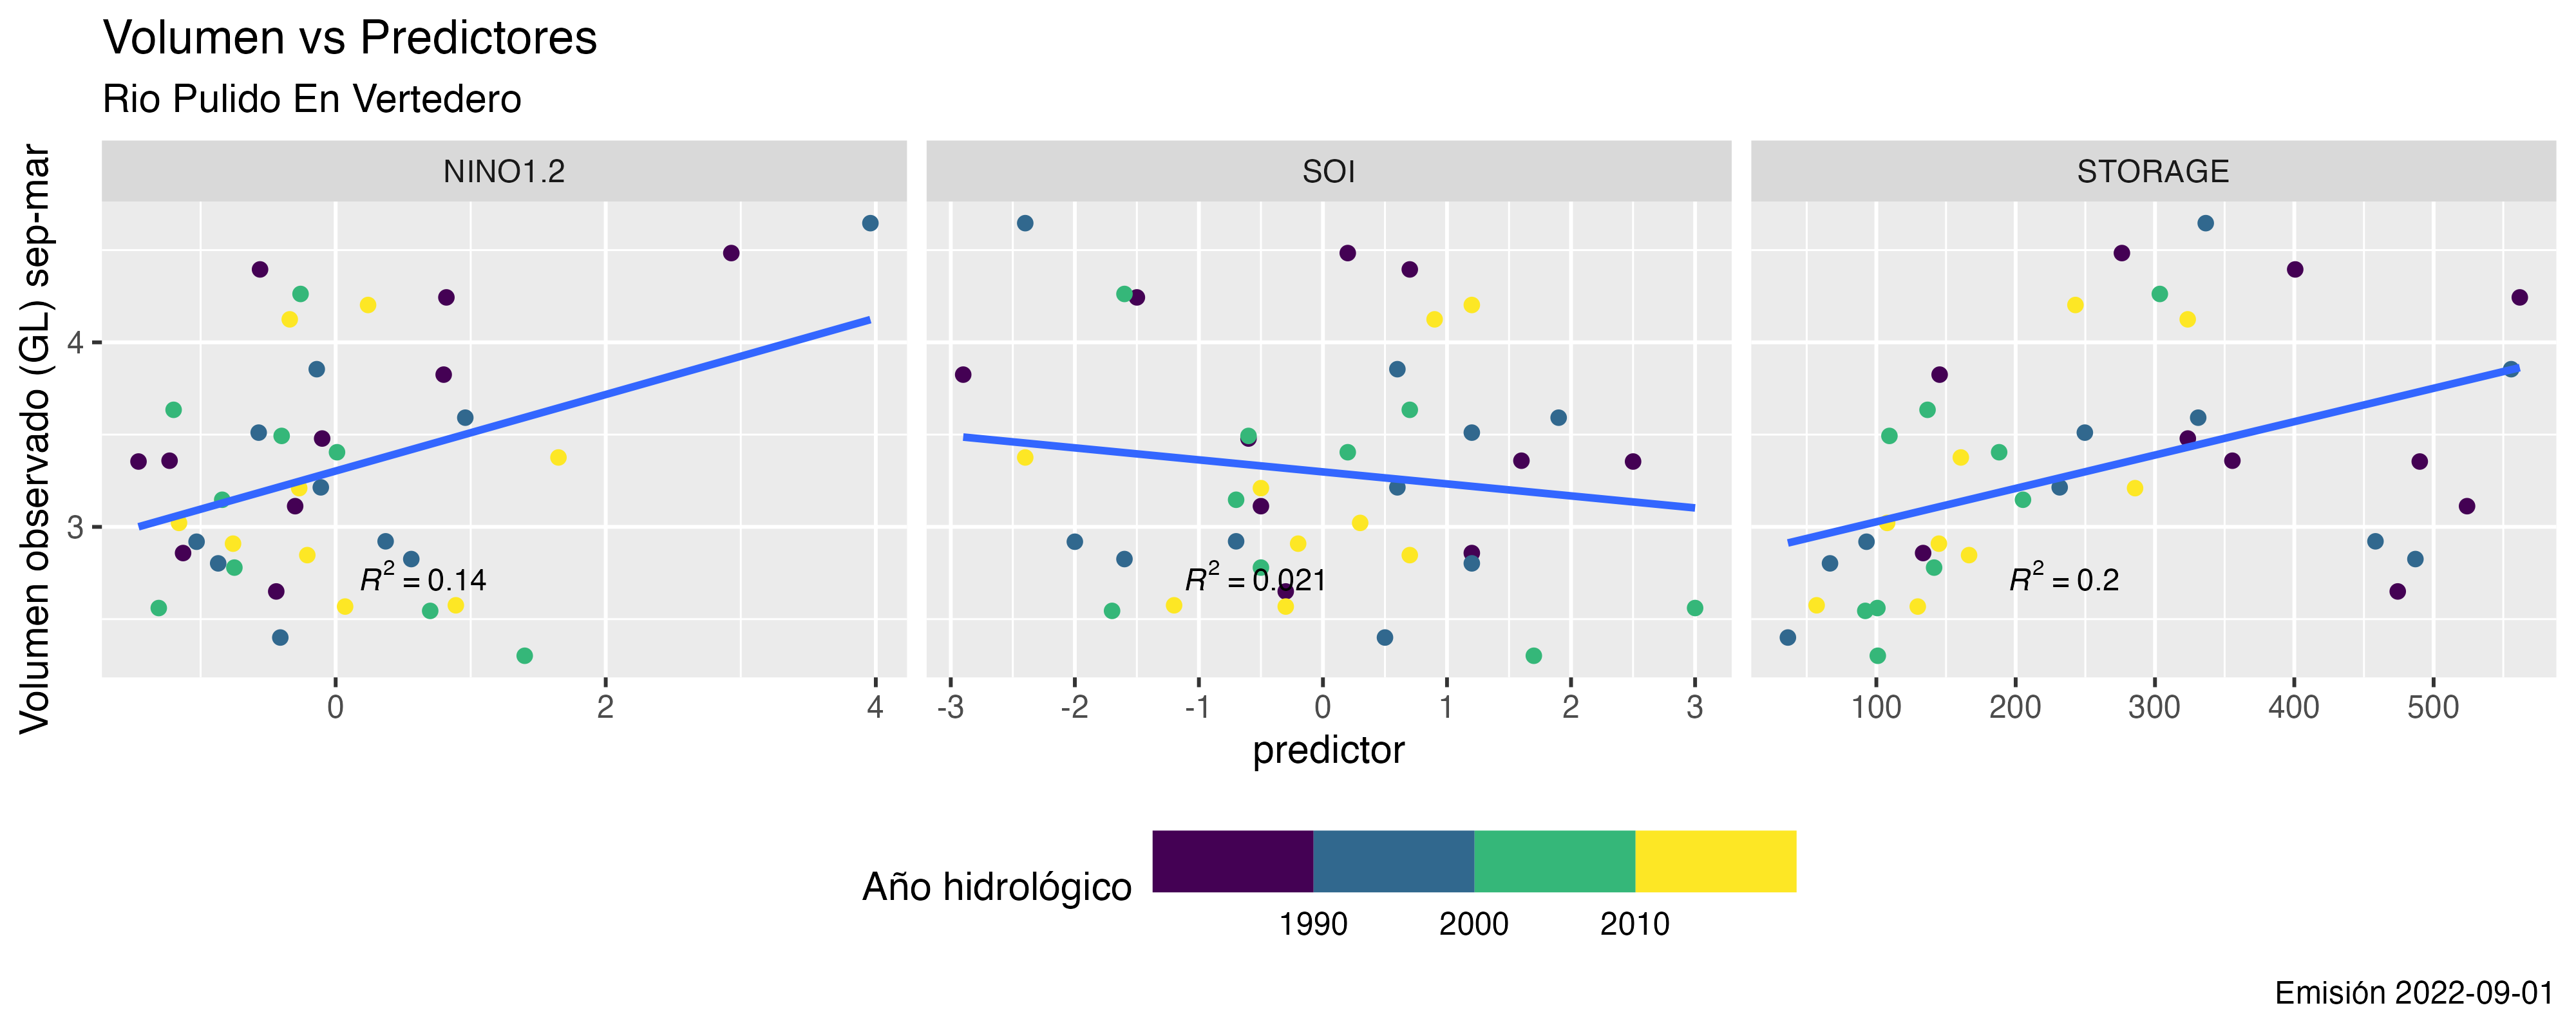 Volumen vs Predictores
Rio Pulido En Vertedero
NINO1.2 SOI STORAGE
Volumen observado (GL) sep-mar
4
3
R² = 0.14 R² = 0.021 R² = 0.2
0 2 4 -3 -2 -1 0 1 2 3 100 200 300 400 500
predictor
Año hidrológico
1990 2000 2010
Emisión 2022-09-01